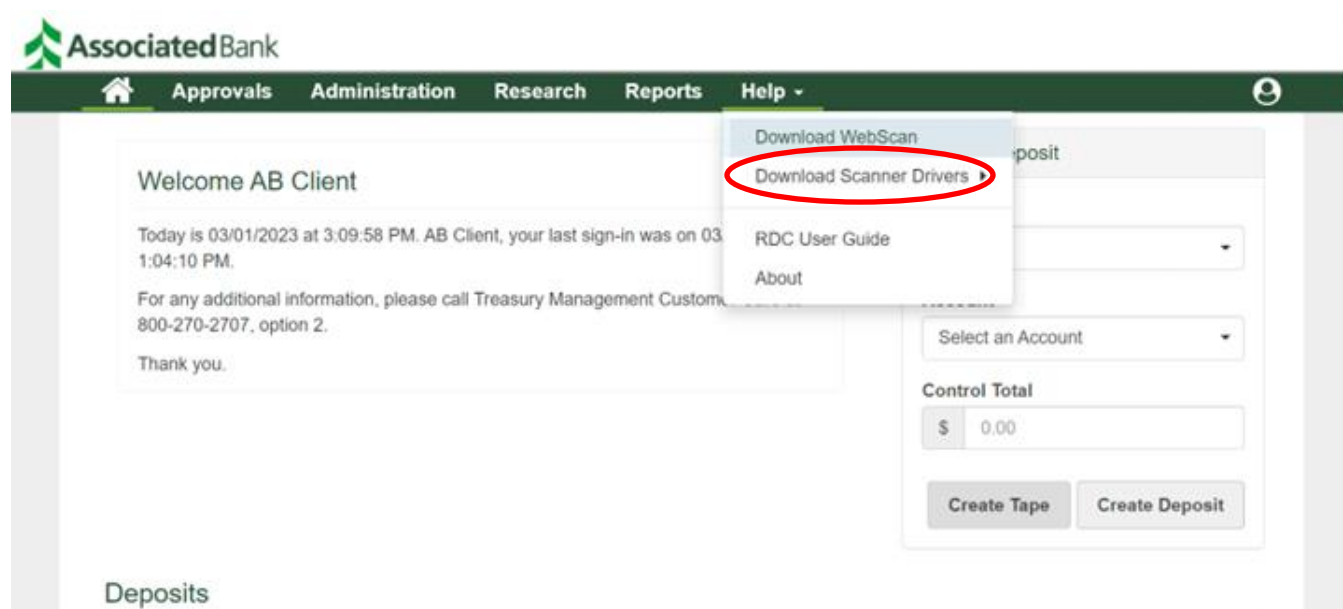 Associated Bank
Approvals Administration Research Reports Help
Download WebScan
Download Scanner Drivers
RDC User Guide
About
Welcome AB Client
Today is 03/01/2023 at 3:09:58 PM. AB Client, your last sign-in was on 03
1:04:10 PM.
For any additional information, please call Treasury Management
800-270-2707, option 2.
Thank you.
Select an Account
Control Total
$ 0.00
Create Tape Create Deposit
Deposits